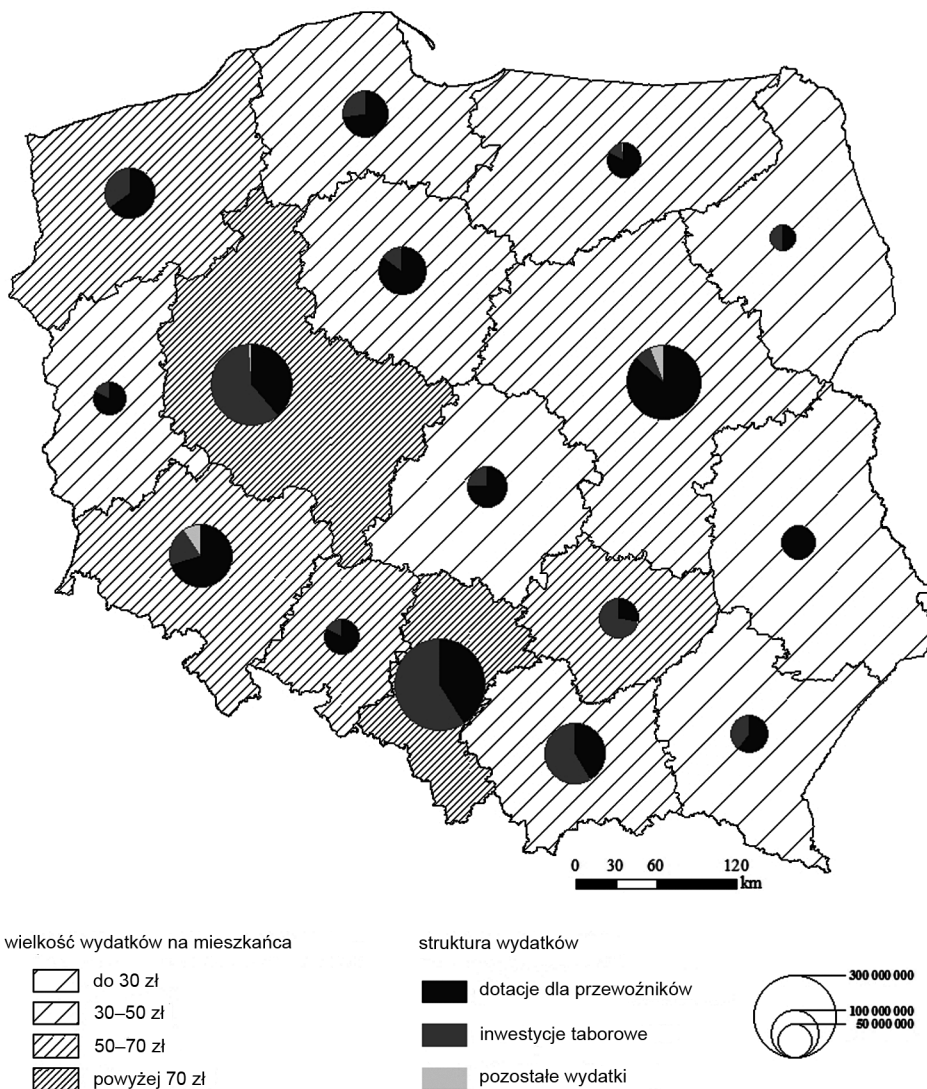 0 30 60 120
km
wielkość wydatków na mieszkańca
do 30 zł
30–50 zł
50–70 zł
powyżej 70 zł
struktura wydatków
dotacje dla przewoźników
inwestycje taborowe
pozostałe wydatki
300 000 000
100 000 000
50 000 000